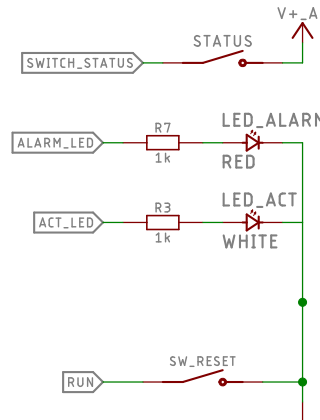 V+_A
STATUS
SWITCH_STATUS
R7
LED_ALARM
ALARM_LED
1k
RED
R3
LED_ACT
ACT_LED
1k
WHITE
SW_RESET
RUN